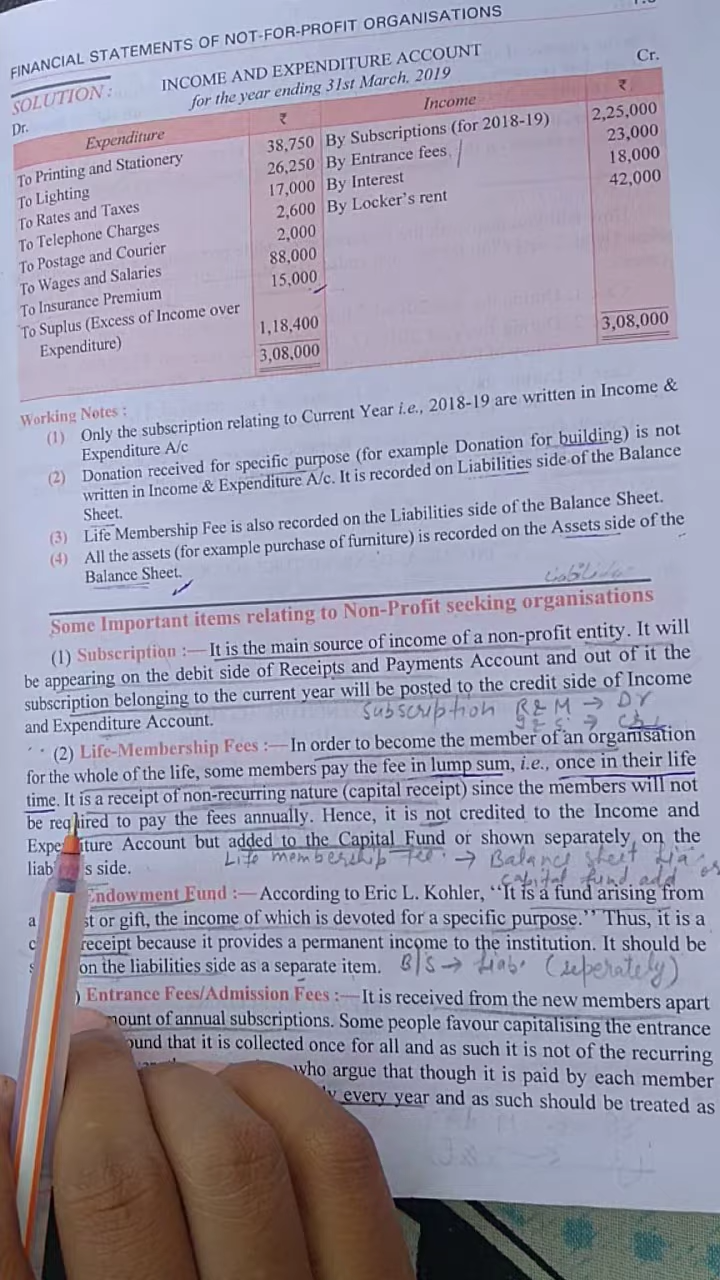 FINANCIAL STATEMENTS OF NOT-FOR-PROFIT ORGANISATIONS
SOLUTION :
INCOME AND EXPENDITURE ACCOUNT
for the year ending 31st March, 2019
Dr. Cr.
Expenditure ₹ Income ₹
To Printing and Stationery 38,750 By Subscriptions (for 2018-19) 2,25,000
To Lighting 26,250 By Entrance fees 23,000
To Rates and Taxes 17,000 By Interest 18,000
To Telephone Charges 2,600 By Locker's rent 42,000
To Postage and Courier 2,000
To Wages and Salaries 88,000
To Insurance Premium 15,000
To Suplus (Excess of Income over
Expenditure) 1,18,400
3,08,000 3,08,000
Working Notes :
(1) Only the subscription relating to Current Year i.e., 2018-19 are written in Income &
Expenditure A/c
(2) Donation received for specific purpose (for example Donation for building) is not
written in Income & Expenditure A/c. It is recorded on Liabilities side of the Balance
Sheet.
(3) Life Membership Fee is also recorded on the Liabilities side of the Balance Sheet.
(4) All the assets (for example purchase of furniture) is recorded on the Assets side of the
Balance Sheet.
Some Important items relating to Non-Profit seeking organisations
(1) Subscription :— It is the main source of income of a non-profit entity. It will
be appearing on the debit side of Receipts and Payments Account and out of it the
subscription belonging to the current year will be posted to the credit side of Income
and Expenditure Account.
Subscription R&M → Dr
(2) Life-Membership Fees :— In order to become the member of an organisation
for the whole of the life, some members pay the fee in lump sum, i.e., once in their life
time. It is a receipt of non-recurring nature (capital receipt) since the members will not
be required to pay the fees annually. Hence, it is not credited to the Income and
Expe iture Account but added to the Capital Fund or shown separately on the
liab s side.
Life membership fee. → Balance sheet Lia or
capital fund add
Endowment Fund :— According to Eric L. Kohler, “It is a fund arising from
a st or gift, the income of which is devoted for a specific purpose.” Thus, it is a
c receipt because it provides a permanent income to the institution. It should be
s on the liabilities side as a separate item. B/S → Liab. (seperately)
) Entrance Fees/Admission Fees :— It is received from the new members apart
mount of annual subscriptions. Some people favour capitalising the entrance
ound that it is collected once for all and as such it is not of the recurring
who argue that though it is paid by each member
every year and as such should be treated as